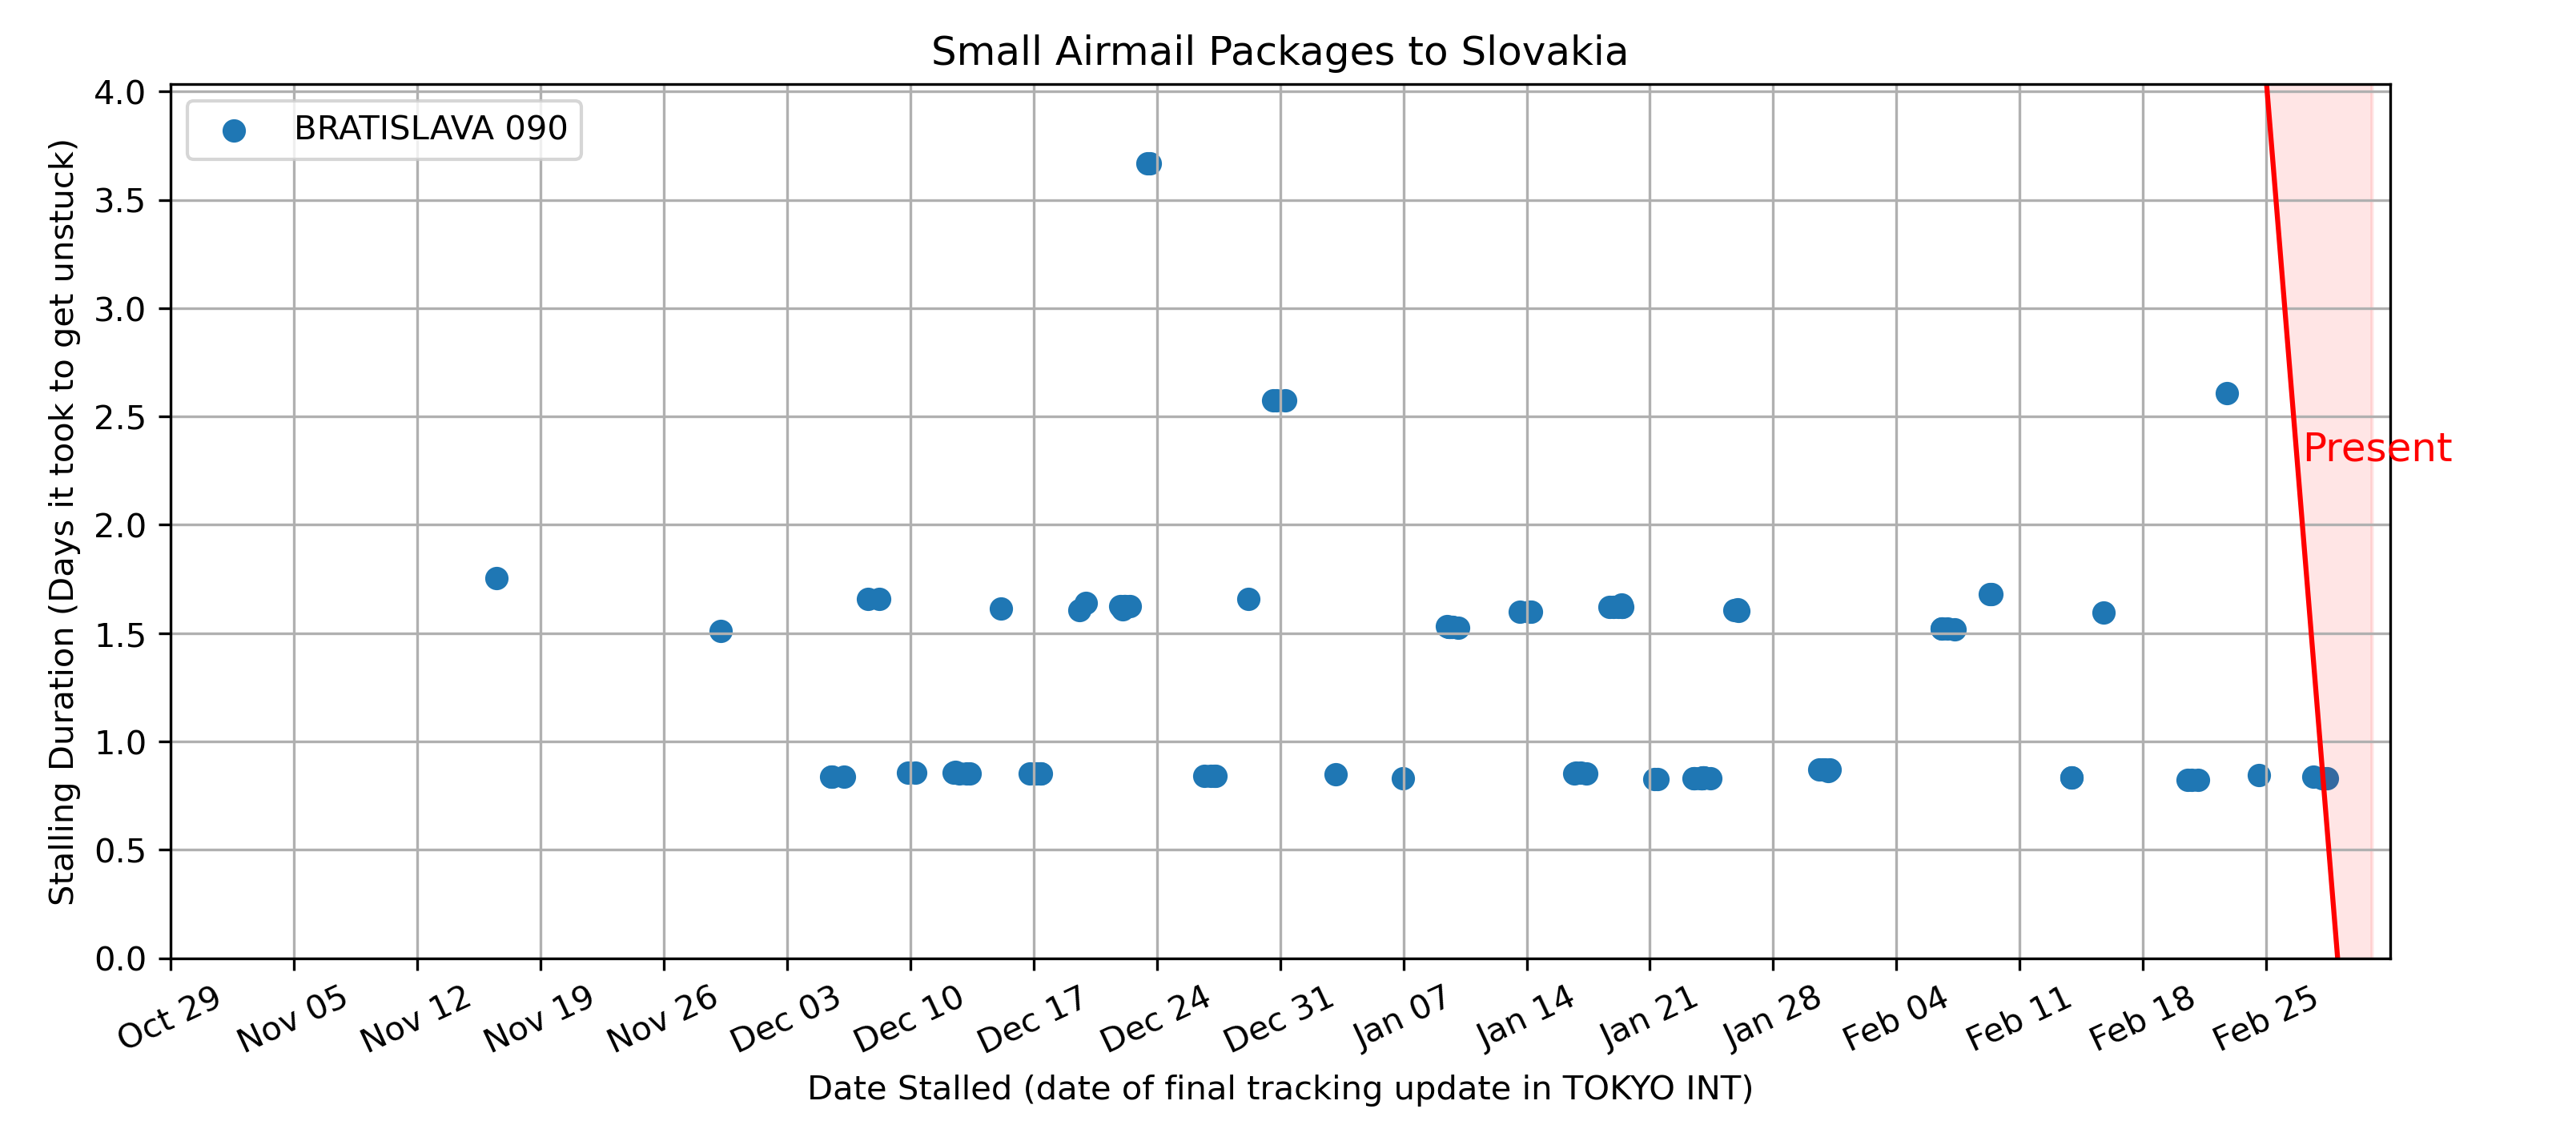 Small Airmail Packages to Slovakia
BRATISLAVA 090
Stalling Duration (Days it took to get unstuck)
4.0
3.5
3.0
2.5
2.0
1.5
1.0
0.5
0.0
Present
Oct 29 Nov 05 Nov 12 Nov 19 Nov 26 Dec 03 Dec 10 Dec 17 Dec 24 Dec 31 Jan 07 Jan 14 Jan 21 Jan 28 Feb 04 Feb 11 Feb 18 Feb 25
Date Stalled (date of final tracking update in TOKYO INT)